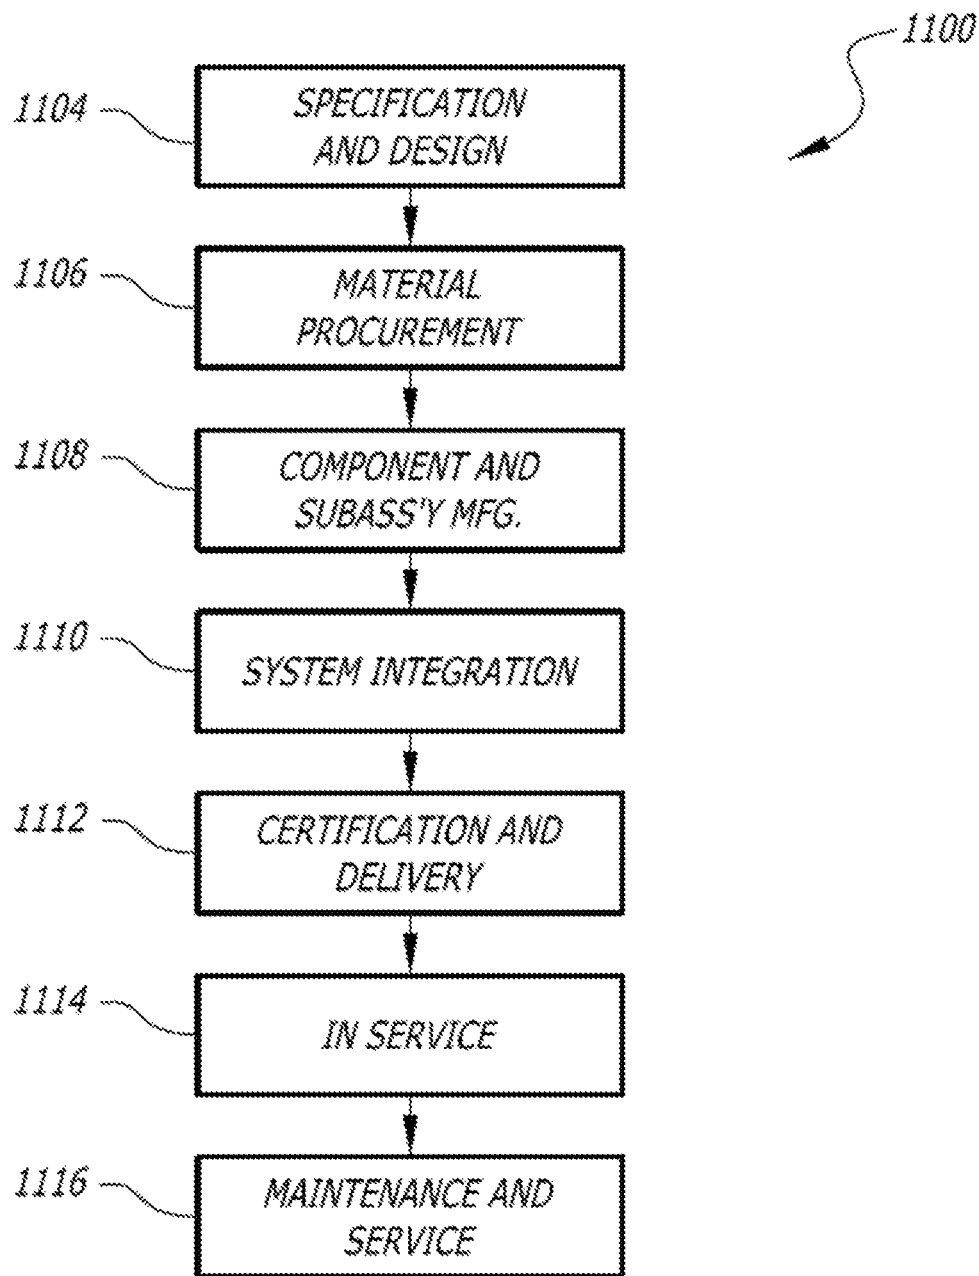 1100
1104
SPECIFICATION
AND DESIGN
1106
MATERIAL
PROCUREMENT
1108
COMPONENT AND
SUBASS'Y MFG.
1110
SYSTEM INTEGRATION
1112
CERTIFICATION AND
DELIVERY
1114
IN SERVICE
1116
MAINTENANCE AND
SERVICE